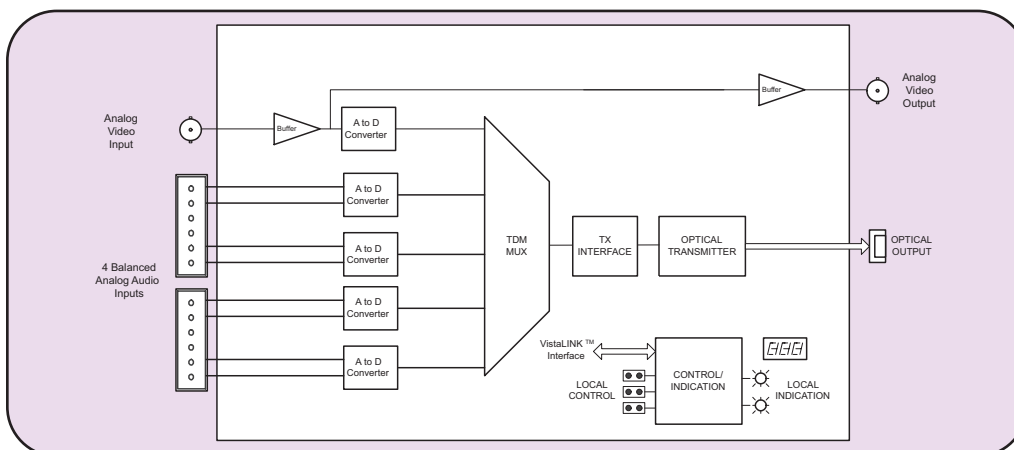 Analog
Video
Input
Buffer
A to D
Converter
Buffer
Analog
Video
Output
4 Balanced
Analog Audio
Inputs
A to D
Converter
A to D
Converter
A to D
Converter
A to D
Converter
TDM
MUX
TX
INTERFACE
OPTICAL
TRANSMITTER
OPTICAL
OUTPUT
VistaLINK ™
Interface
LOCAL
CONTROL
CONTROL/
INDICATION
LOCAL
INDICATION